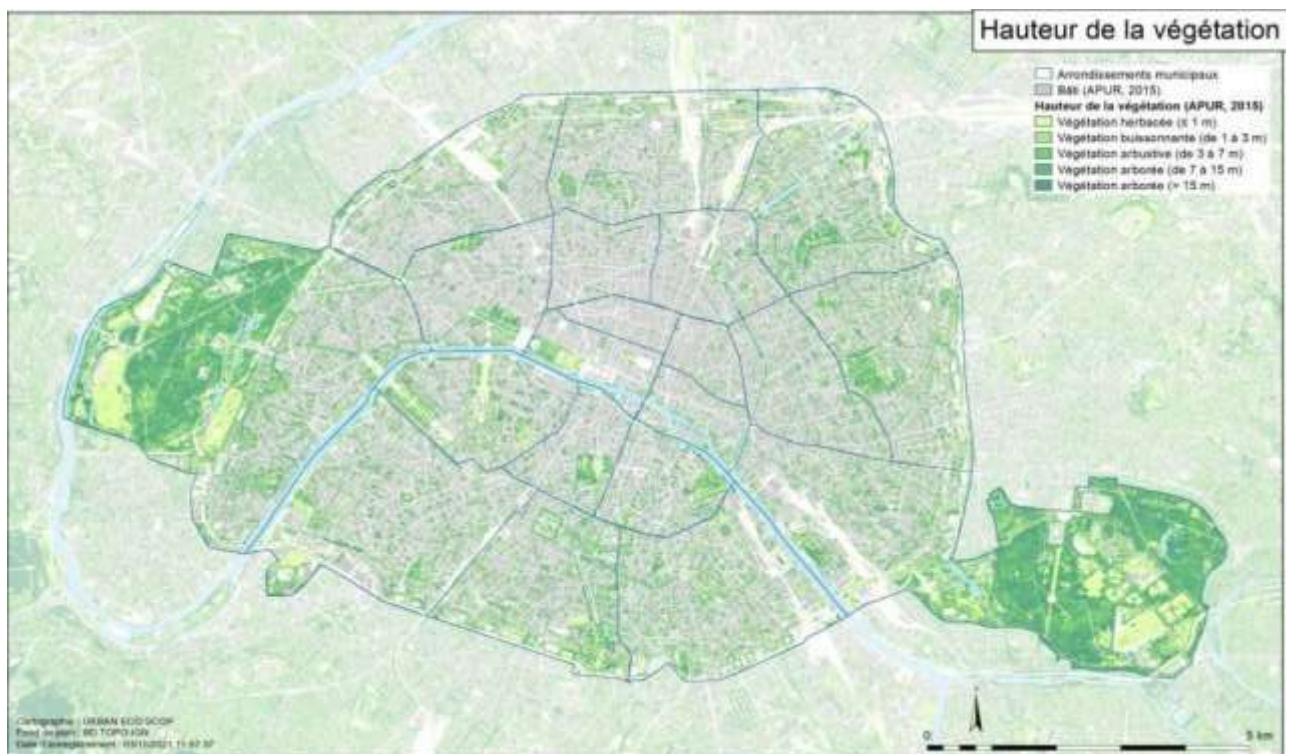 Hauteur de la végétation
Arrondissements municipaux
Bâti (APUR, 2015)
Hauteur de la végétation (APUR, 2015)
Végétation herbacée (≤ 1 m)
Végétation buissonnante (de 1 à 3 m)
Végétation arbustive (de 3 à 7 m)
Végétation arborée (de 7 à 15 m)
Végétation arborée (> 15 m)
Cartographie : URBAN ECO SCOP
Fond de plan : BD TOPO IGN
Date d'enregistrement :
0
5 km